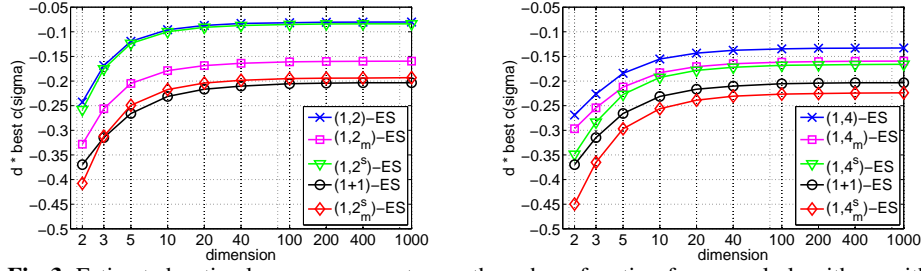 d * best c(sigma)
−0.05
−0.1
−0.15
−0.2
−0.25
−0.3
−0.35
−0.4
−0.45
−0.5
2 3 5 10 20 40 100 200 400 1000
dimension
(1,2)−ES
(1,2m)−ES
(1,2s)−ES
(1+1)−ES
(1,2sm)−ES
d * best c(sigma)
−0.05
−0.1
−0.15
−0.2
−0.25
−0.3
−0.35
−0.4
−0.45
−0.5
2 3 5 10 20 40 100 200 400 1000
dimension
(1,4)−ES
(1,4m)−ES
(1,4s)−ES
(1+1)−ES
(1,4sm)−ES